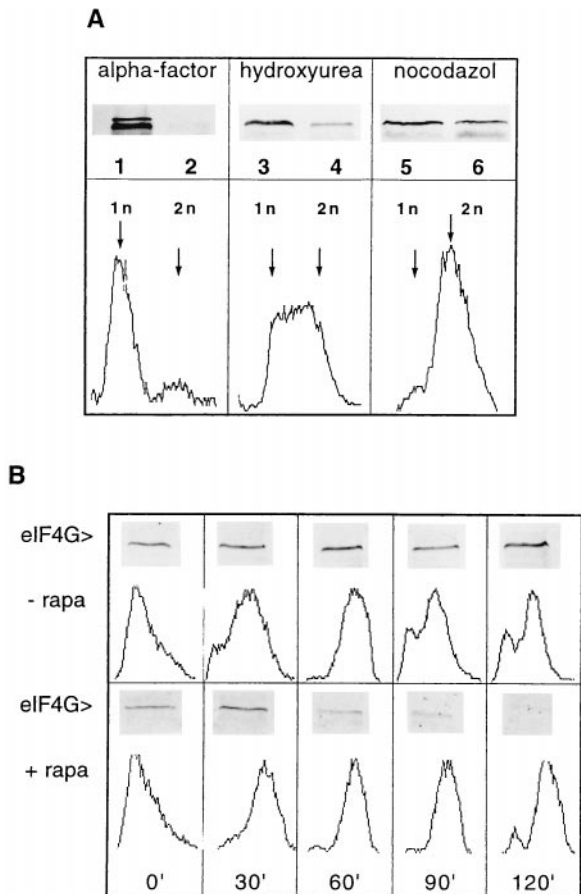 A
alpha-factor hydroxyurea nocodazol
1 2 3 4 5 6
1 n 2 n 1 n 2 n 1 n 2 n
B
eIF4G>
- rapa
eIF4G>
+ rapa
0' 30' 60' 90' 120'